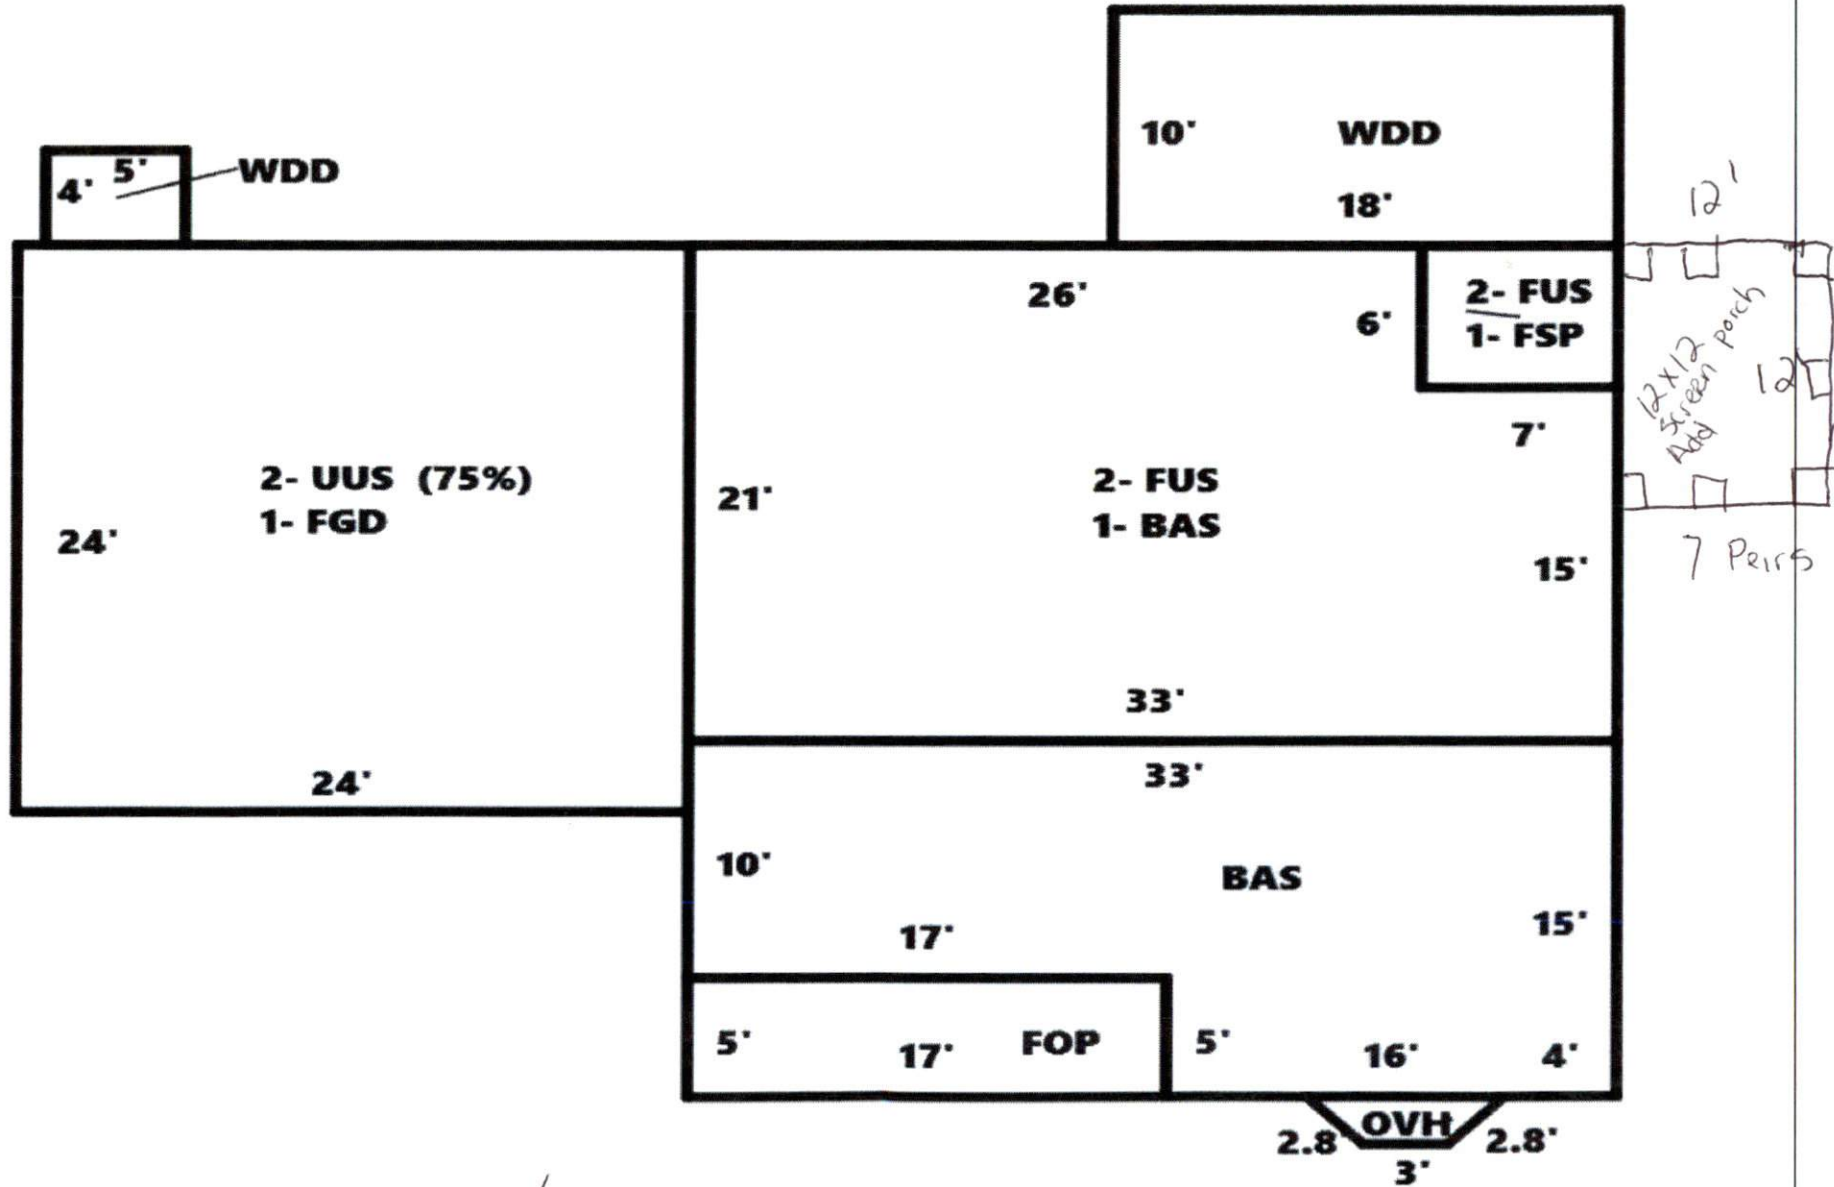 10'
WDD
18'
4'
5'
WDD
12'
26'
6'
2- FUS
1- FSP
12x12
Screen porch
Add
12
7'
2- UUS (75%)
1- FGD
24'
24'
21'
2- FUS
1- BAS
15'
33'
7 Peirs
33'
10'
BAS
17'
15'
5'
17'
FOP
5'
16'
4'
OVH
2.8'
2.8'
3'